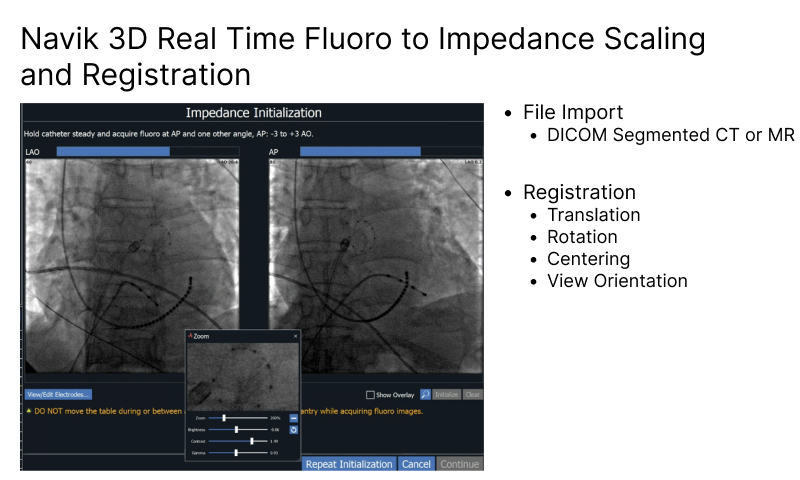 Navik 3D Real Time Fluoro to Impedance Scaling
and Registration
Impedance Initialization
Hold catheter steady and acquire fluoro at AP and one other angle, AP: -3 to +3 AO.
LAO
AP
Zoom
Zoom 200%
Brightness
Contrast
Gamma
View/Edit Electrodes...
Show Overlay Initialize Clear
DO NOT move the table during or between
antry while acquiring fluoro images.
Repeat Initialization Cancel Continue
• File Import
• DICOM Segmented CT or MR
• Registration
• Translation
• Rotation
• Centering
• View Orientation